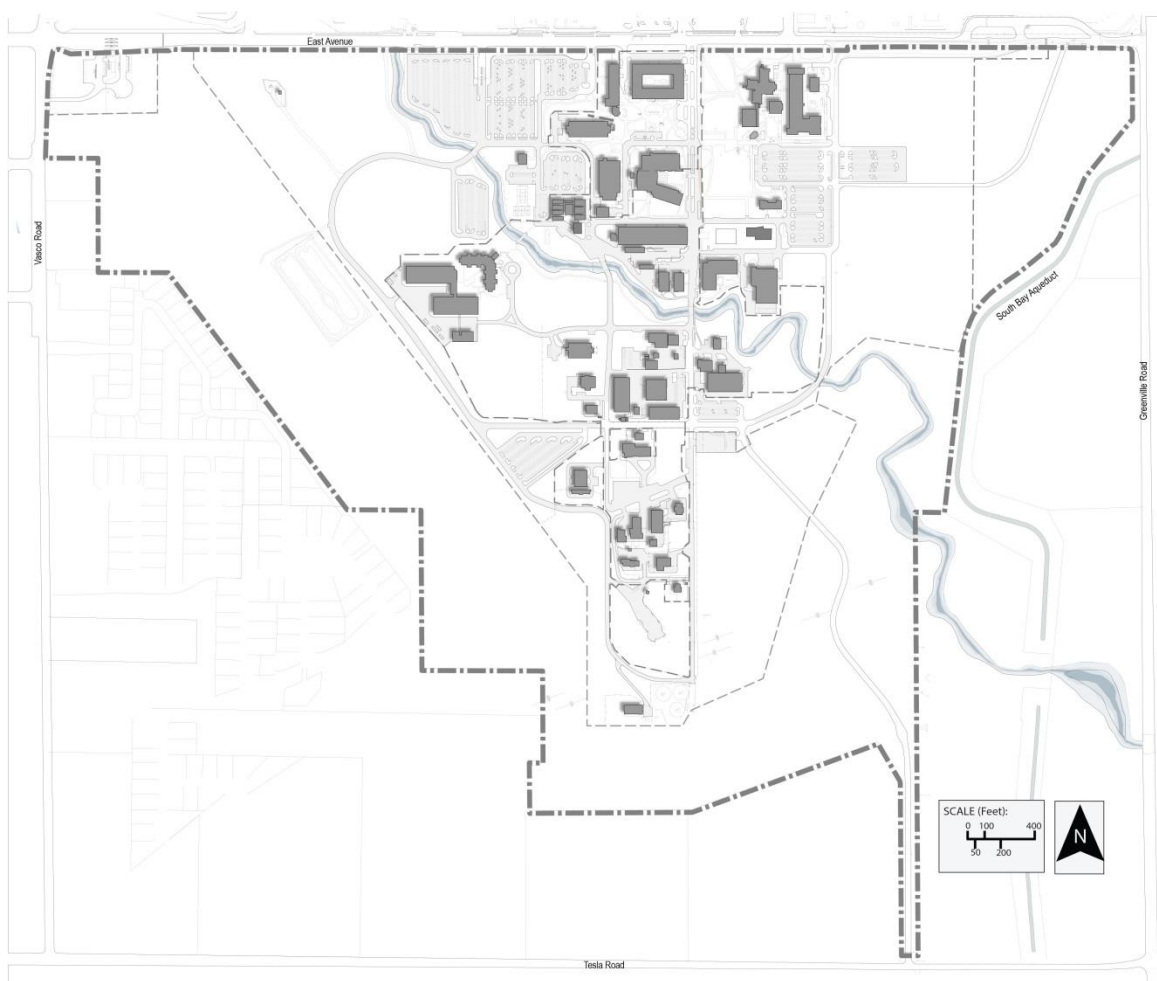 East Avenue
Vasco Road
South Bay Aqueduct
Greenville Road
SCALE (Feet):
0 100 400
50 200
N
Tesla Road